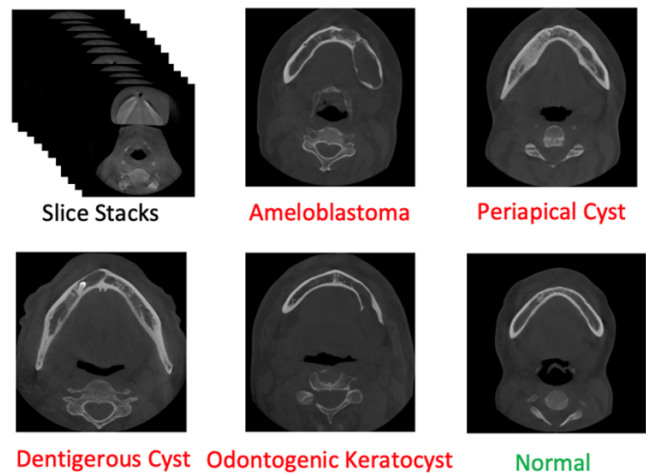 Slice Stacks
Ameloblastoma
Periapical Cyst
Dentigerous Cyst
Odontogenic Keratocyst
Normal